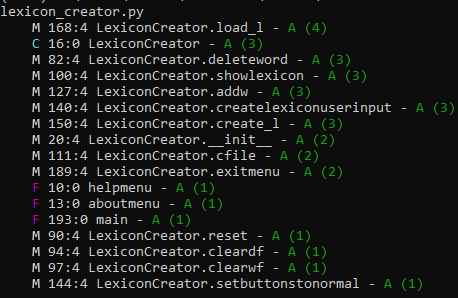 lexicon_creator.py
M 168:4 LexiconCreator.load_l - A (4)
C 16:0 LexiconCreator - A (3)
M 82:4 LexiconCreator.deleteword - A (3)
M 100:4 LexiconCreator.showlexicon - A (3)
M 127:4 LexiconCreator.addw - A (3)
M 140:4 LexiconCreator.createlexiconuserinput - A (3)
M 150:4 LexiconCreator.create_l - A (3)
M 20:4 LexiconCreator.__init__ - A (2)
M 111:4 LexiconCreator.cfile - A (2)
M 189:4 LexiconCreator.exitmenu - A (2)
F 10:0 helpmenu - A (1)
F 13:0 aboutmenu - A (1)
F 193:0 main - A (1)
M 90:4 LexiconCreator.reset - A (1)
M 94:4 LexiconCreator.cleardf - A (1)
M 97:4 LexiconCreator.clearwf - A (1)
M 144:4 LexiconCreator.setbuttonstonormal - A (1)